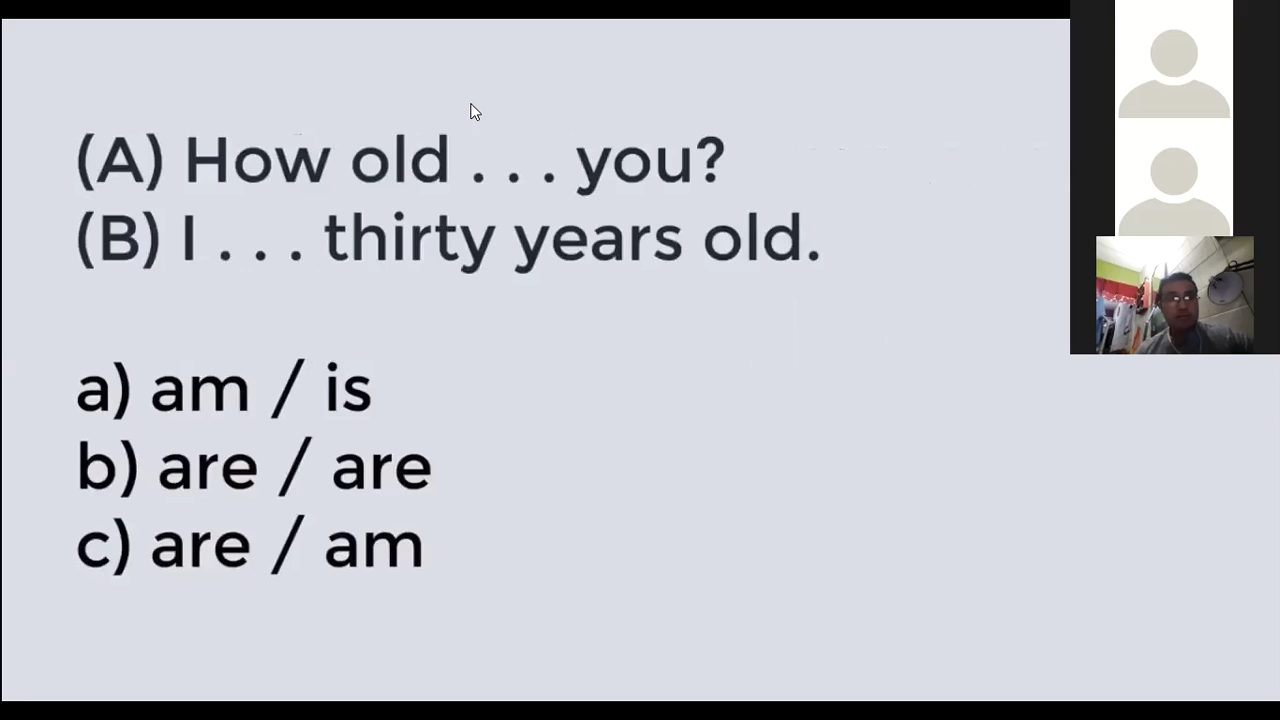 (A) How old . . . you?
(B) I . . . thirty years old.
a) am / is
b) are / are
c) are / am